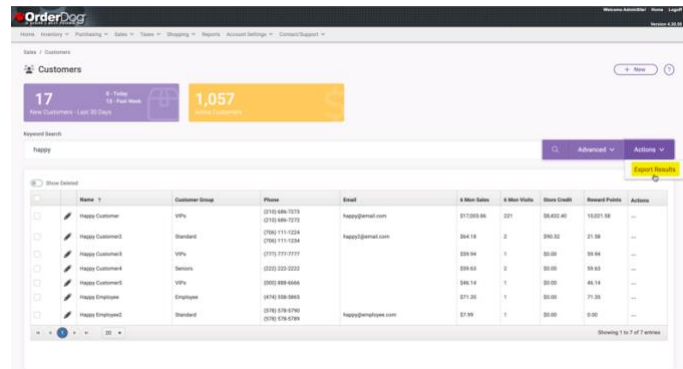 Welcome AdminSite! Home Logoff
OrderDog
Version 4.30.00
Home Inventory Purchasing Sales Taxes Shopping Reports Account Settings Contact/Support
Sales / Customers
Customers
+ New ?
17
0 - Today
10 - Past Week
New Customers - Last 30 Days
1,057
Active Customers
Keyword Search
happy
Advanced Actions
Export Results
Show Deleted
Name ↑ Customer Group Phone Email 6 Mon Sales 6 Mon Visits Store Credit Reward Points Actions
Happy Customer VIPs (210) 686-7273 happy@email.com $17,003.86 221 $8,402.40 10,021.58 ...
(210) 686-7272
Happy Customer2 Standard (706) 111-1224 happy2@email.com $64.18 2 $90.32 21.58 ...
(706) 111-1234
Happy Customer3 VIPs (777) 777-7777 $59.94 1 $0.00 59.94 ...
Happy Customer4 Seniors (222) 222-2222 $59.63 2 $0.00 59.63 ...
Happy Customer5 VIPs (000) 888-6666 $46.14 1 $0.00 46.14 ...
Happy Employee Employee (474) 558-5863 $71.35 1 $0.00 71.35 ...
Happy Employee2 Standard (578) 578-5790 happy@employee.com $7.99 1 $0.00 0.00 ...
(578) 578-5789
1 20 Showing 1 to 7 of 7 entries